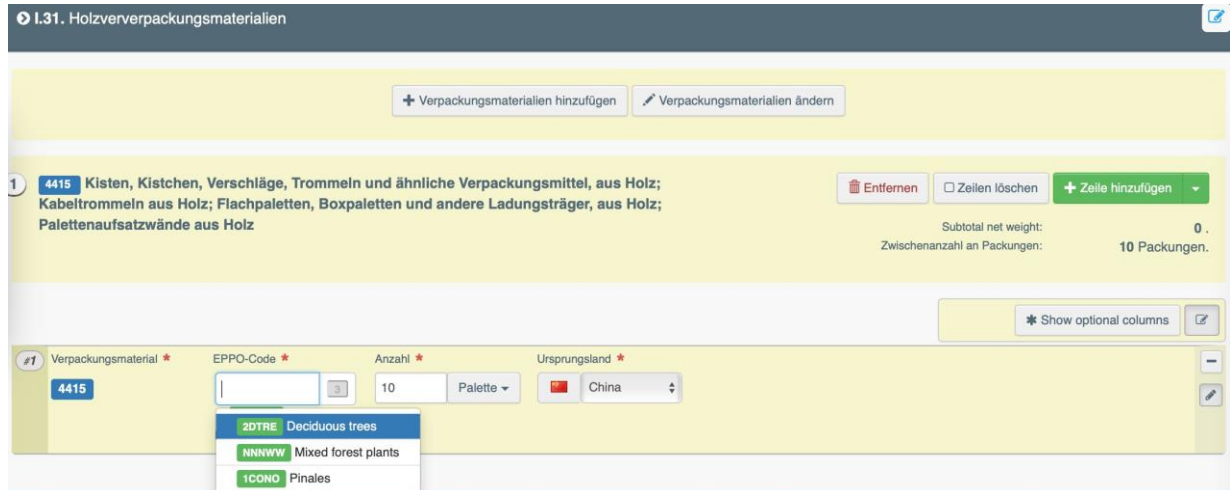 I.31. Holzververpackungsmaterialien
+ Verpackungsmaterialien hinzufügen Verpackungsmaterialien ändern
1 4415 Kisten, Kistchen, Verschläge, Trommeln und ähnliche Verpackungsmittel, aus Holz;
Kabeltrommeln aus Holz; Flachpaletten, Boxpaletten und andere Ladungsträger, aus Holz;
Palettenaufsatzwände aus Holz
Entfernen Zeilen löschen + Zeile hinzufügen
Subtotal net weight: 0 .
Zwischenanzahl an Packungen: 10 Packungen.
* Show optional columns
#1 Verpackungsmaterial * EPPO-Code * Anzahl * Ursprungsland *
4415 3 10 Palette China
2DTRE Deciduous trees
NNNWW Mixed forest plants
1CONO Pinales